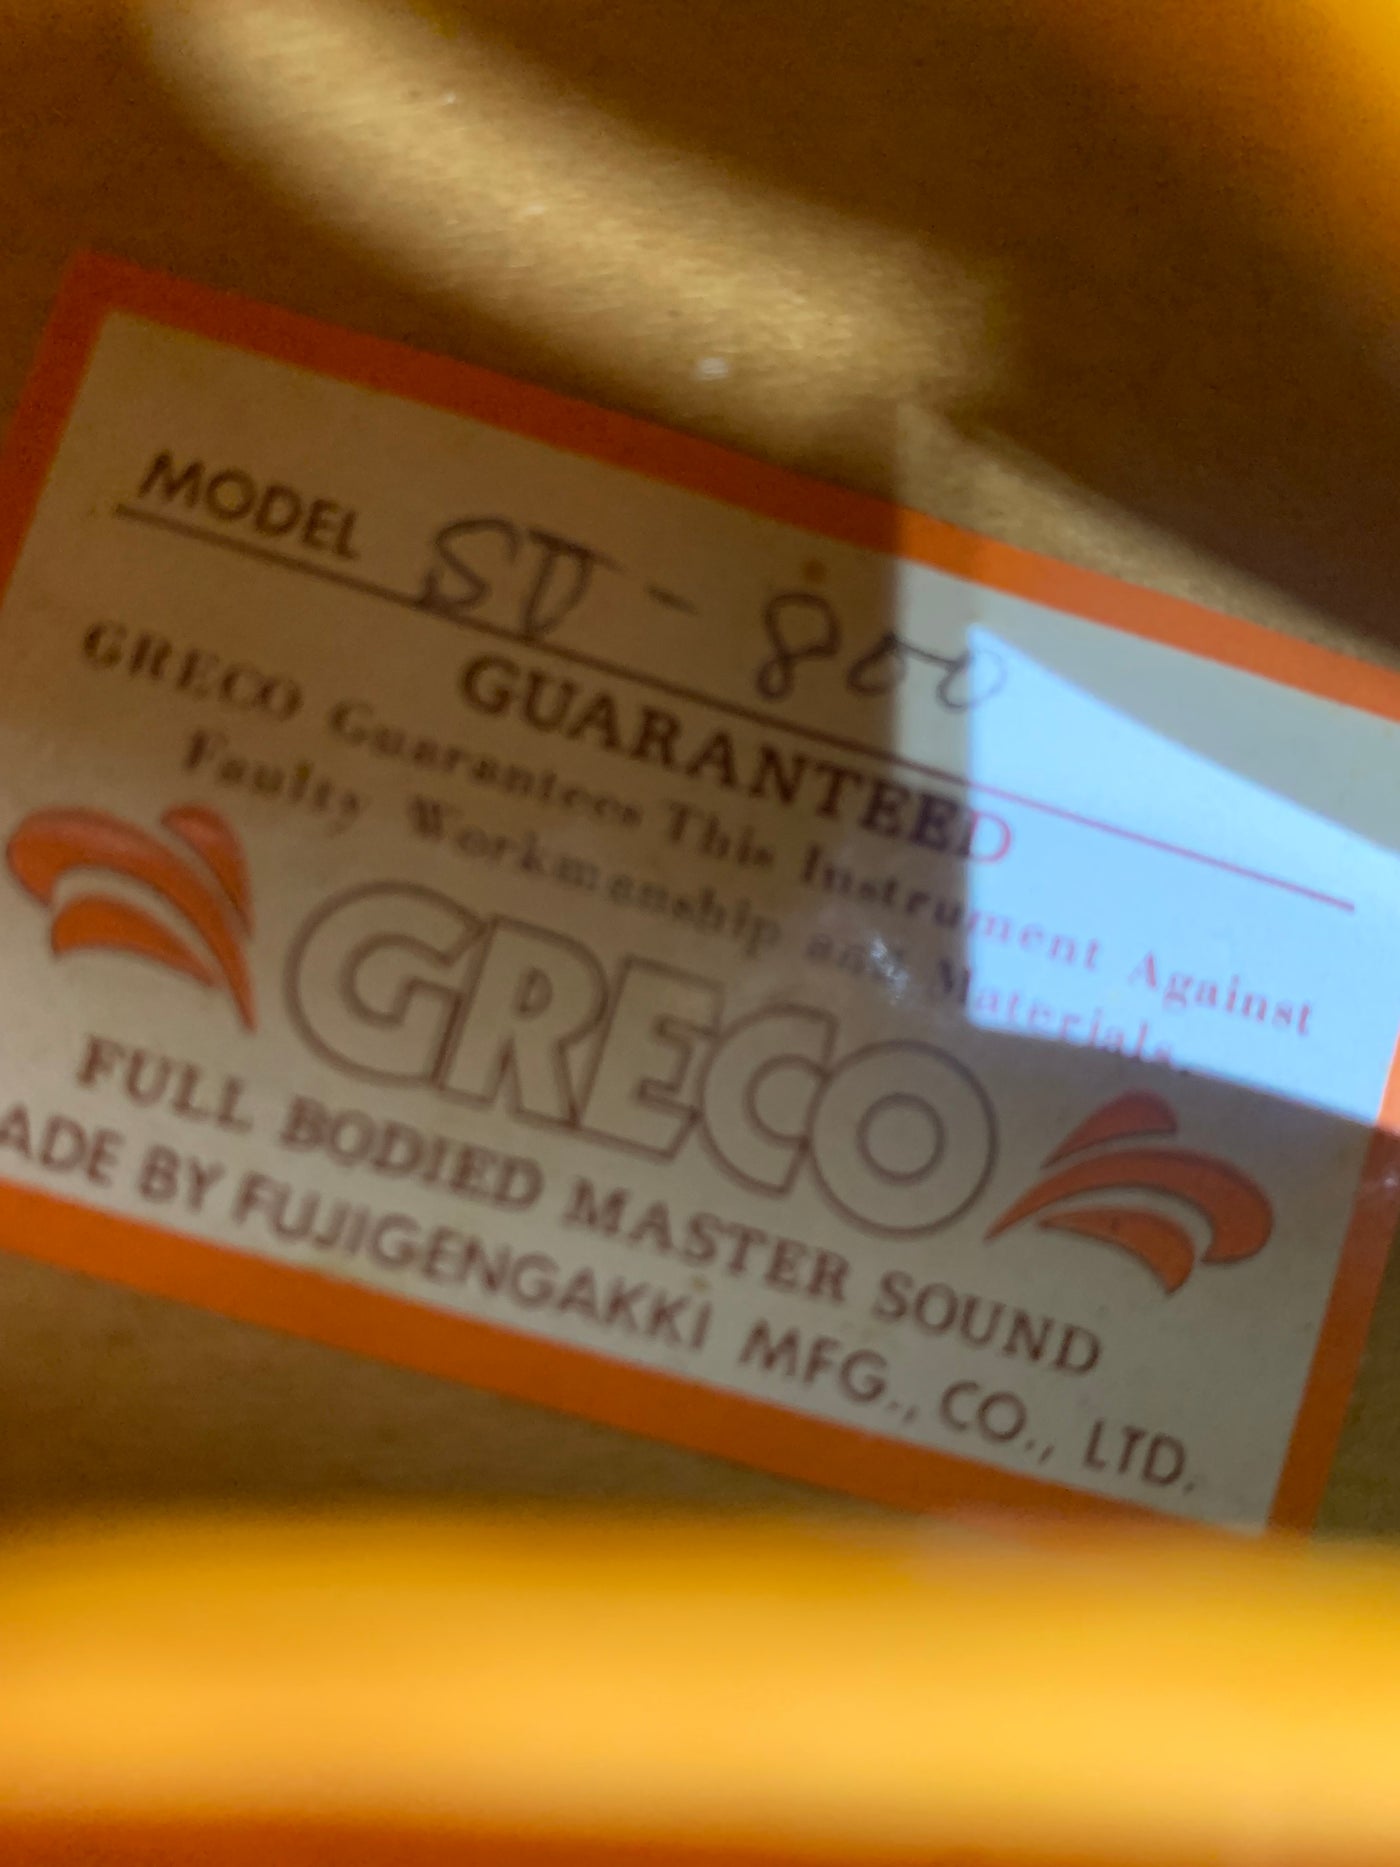 MODEL SV-800
GUARANTEED
GRECO Guarantees This Instrument Against
Faulty Workmanship and Materials.
GRECO
FULL BODIED MASTER SOUND
ADE BY FUJIGENGAKKI MFG., CO., LTD.